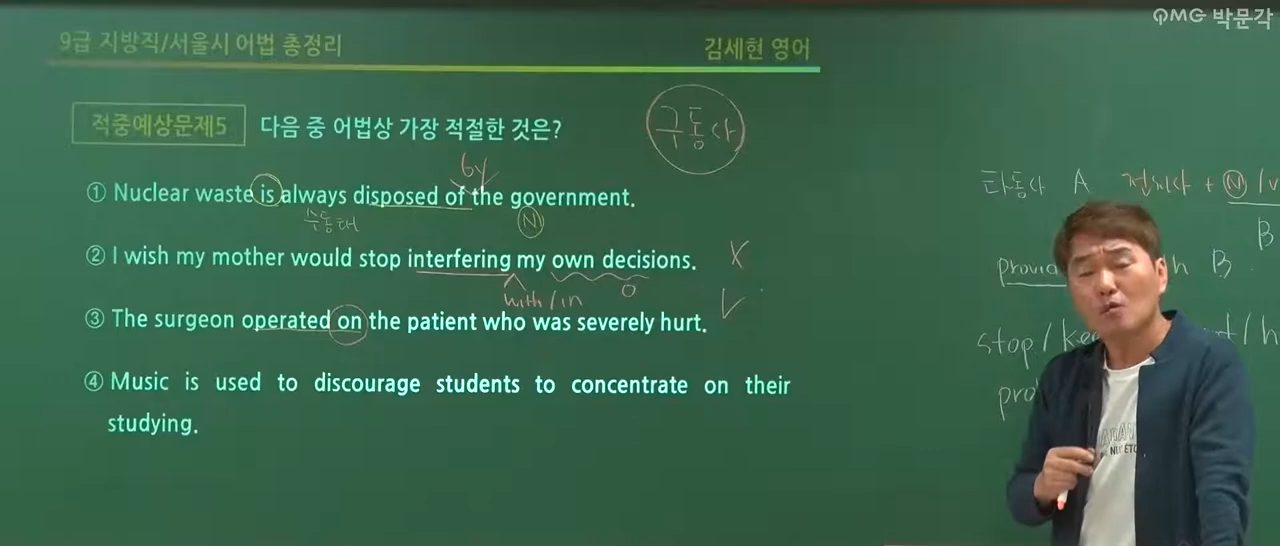 QMG 박문각
9급 지방직/서울시 어법 총정리
김세현 영어
적중예상문제5 다음 중 어법상 가장 적절한 것은?
구동사
by
① Nuclear waste is always disposed of the government.
수동태
N
② I wish my mother would stop interfering my own decisions. X
with/in
O
③ The surgeon operated on the patient who was severely hurt. V
④ Music is used to discourage students to concentrate on their
studying.
타동사 A 전치사 + N
B
B
stop/